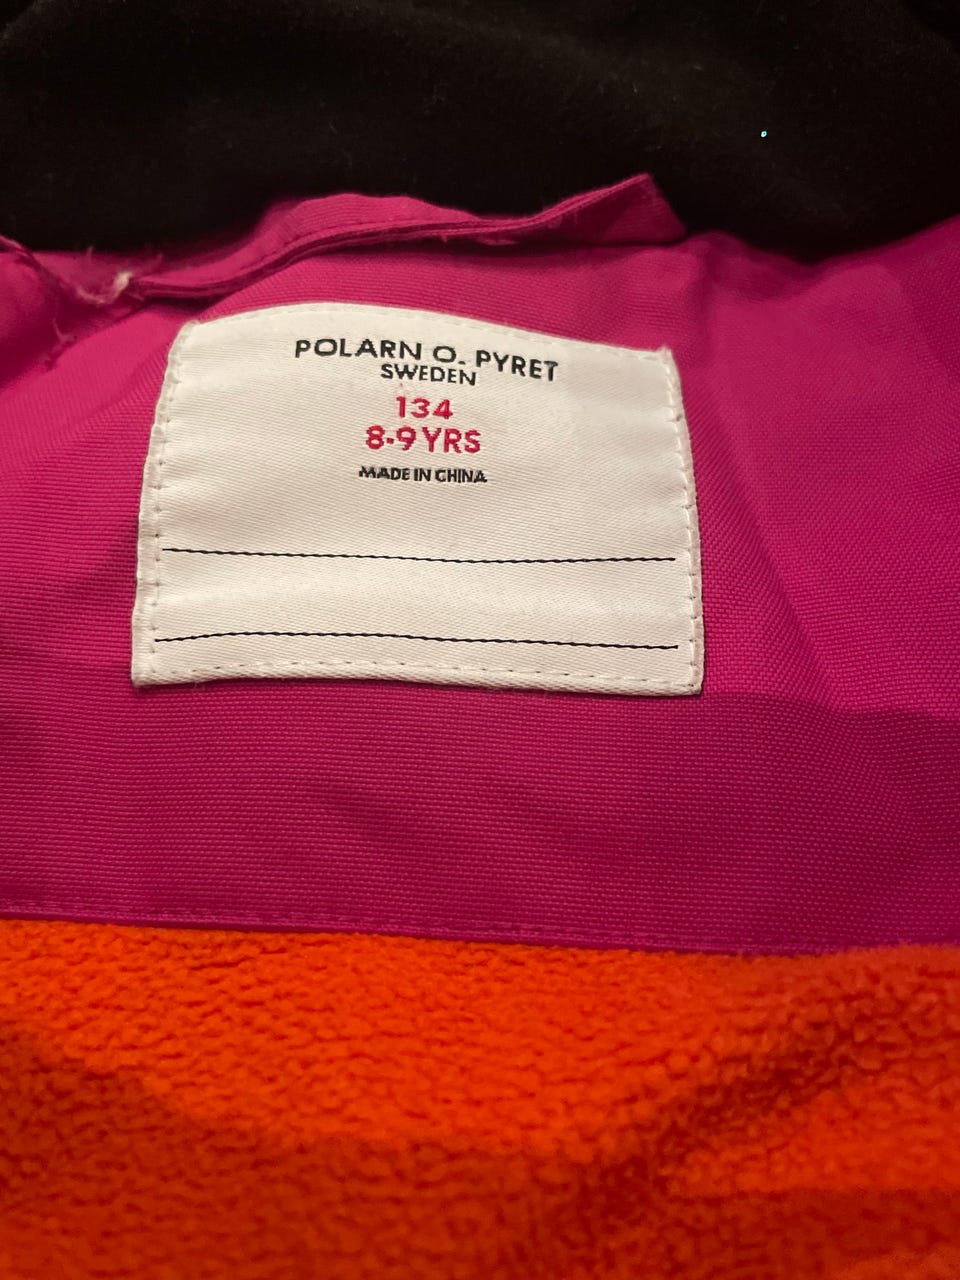 POLARN O. PYRET
SWEDEN
134
8-9 YRS
MADE IN CHINA